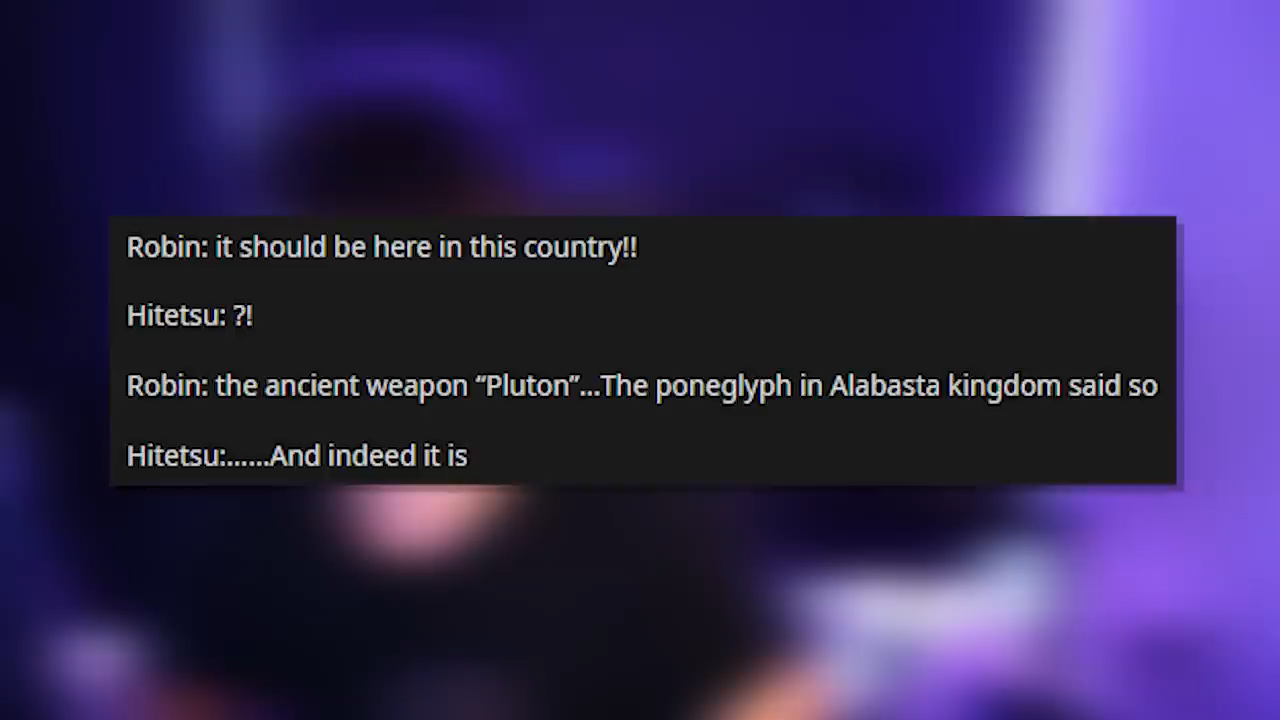 Robin: it should be here in this country!!
Hitetsu: ?!
Robin: the ancient weapon “Pluton”...The poneglyph in Alabasta kingdom said so
Hitetsu:......And indeed it is